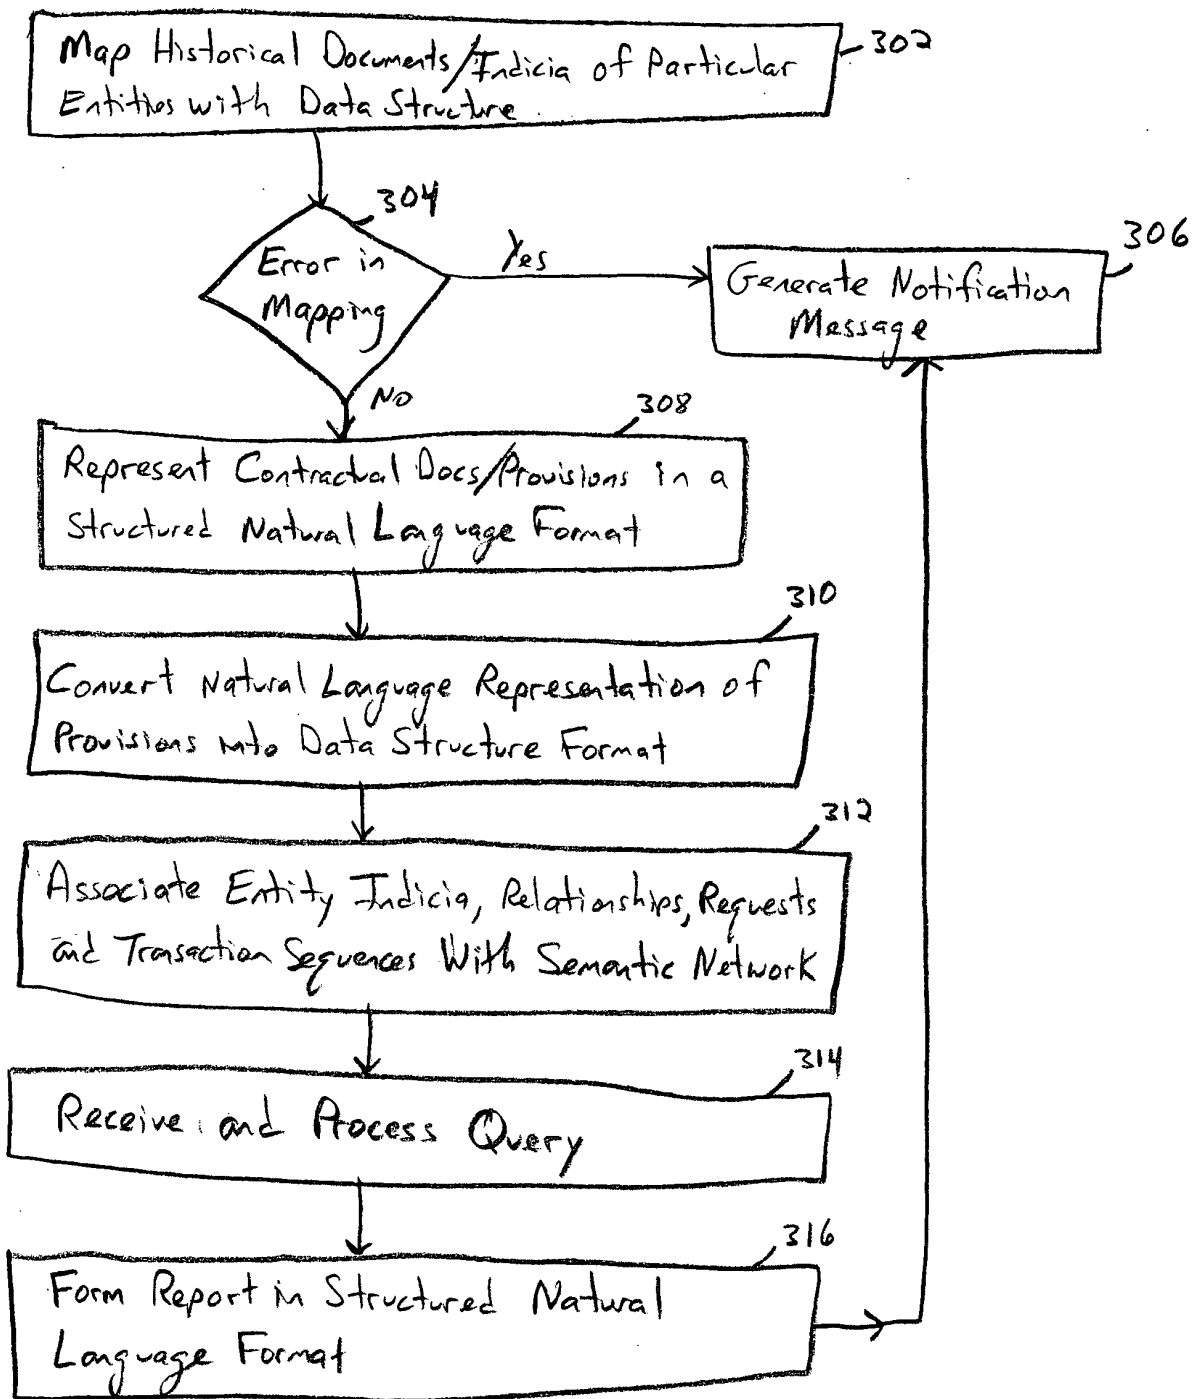 Map Historical Documents/Indicia of Particular
Entities with Data Structure
302
304
Error in
Mapping
Yes
306
Generate Notification
Message
No
308
Represent Contractual Docs/Provisions in a
Structured Natural Language Format
310
Convert Natural Language Representation of
Provisions into Data Structure Format
312
Associate Entity Indicia, Relationships, Requests
and Transaction Sequences With Semantic Network
314
Receive and Process Query
316
Form Report in Structured Natural
Language Format